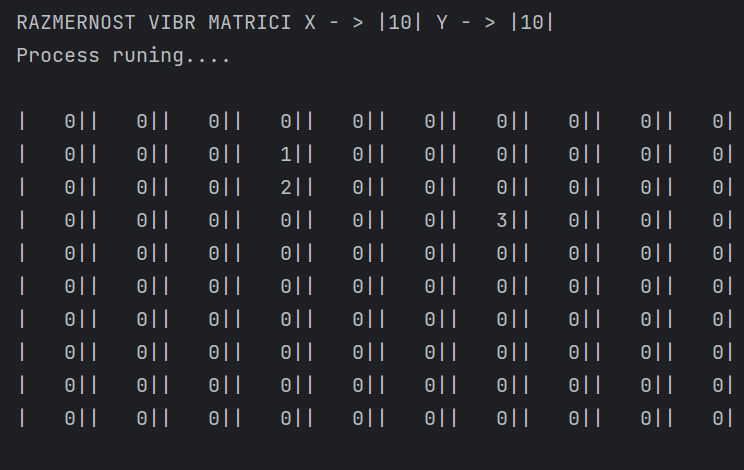 RAZMERNOST VIBR MATRICI X - > |10| Y - > |10|
Process runing....
|   0||   0||   0||   0||   0||   0||   0||   0||   0||   0|
|   0||   0||   0||   1||   0||   0||   0||   0||   0||   0|
|   0||   0||   0||   2||   0||   0||   0||   0||   0||   0|
|   0||   0||   0||   0||   0||   0||   3||   0||   0||   0|
|   0||   0||   0||   0||   0||   0||   0||   0||   0||   0|
|   0||   0||   0||   0||   0||   0||   0||   0||   0||   0|
|   0||   0||   0||   0||   0||   0||   0||   0||   0||   0|
|   0||   0||   0||   0||   0||   0||   0||   0||   0||   0|
|   0||   0||   0||   0||   0||   0||   0||   0||   0||   0|
|   0||   0||   0||   0||   0||   0||   0||   0||   0||   0|